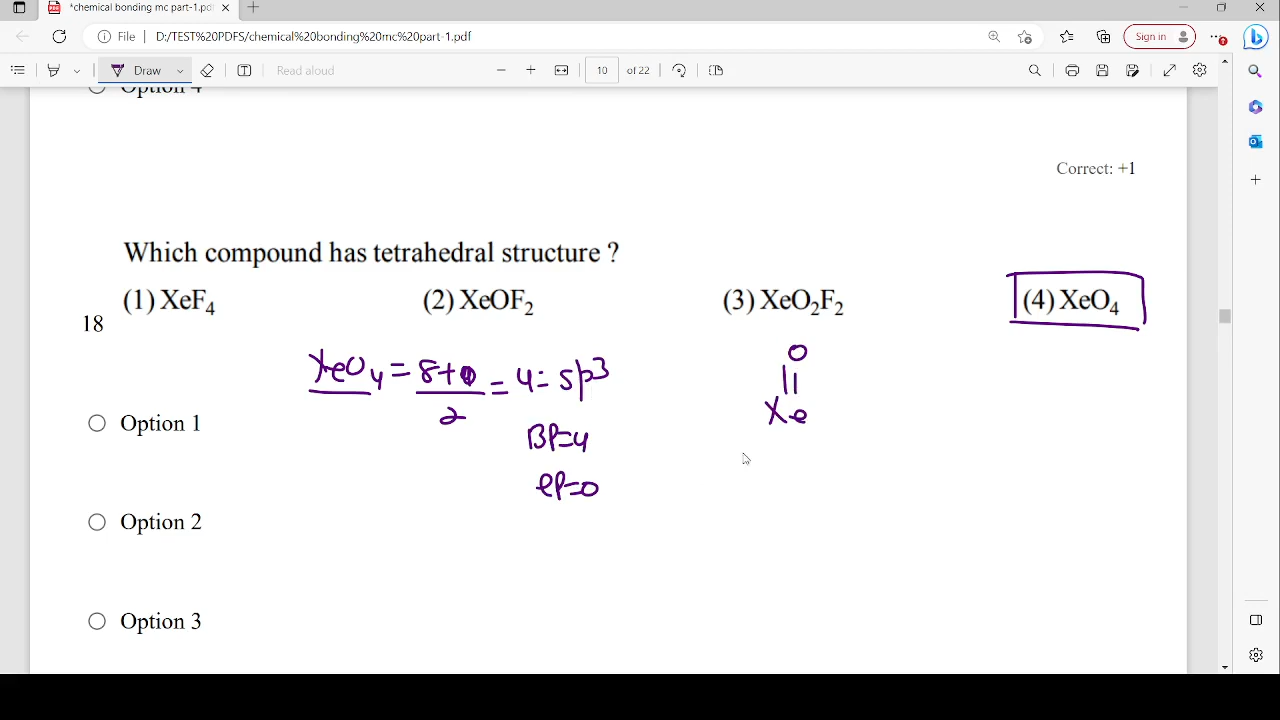 *chemical bonding mc part-1.pdf
File D:/TEST%20PDFS/chemical%20bonding%20mc%20part-1.pdf Sign in
Draw Read aloud 10 of 22
Option 4
Correct: +1
Which compound has tetrahedral structure ?
(1) XeF4 (2) XeOF2 (3) XeO2F2 (4) XeO4
18
XeO4 = 8+0/2 = 4 = sp3
O
||
Xe
BP=4
lP=0
Option 1
Option 2
Option 3